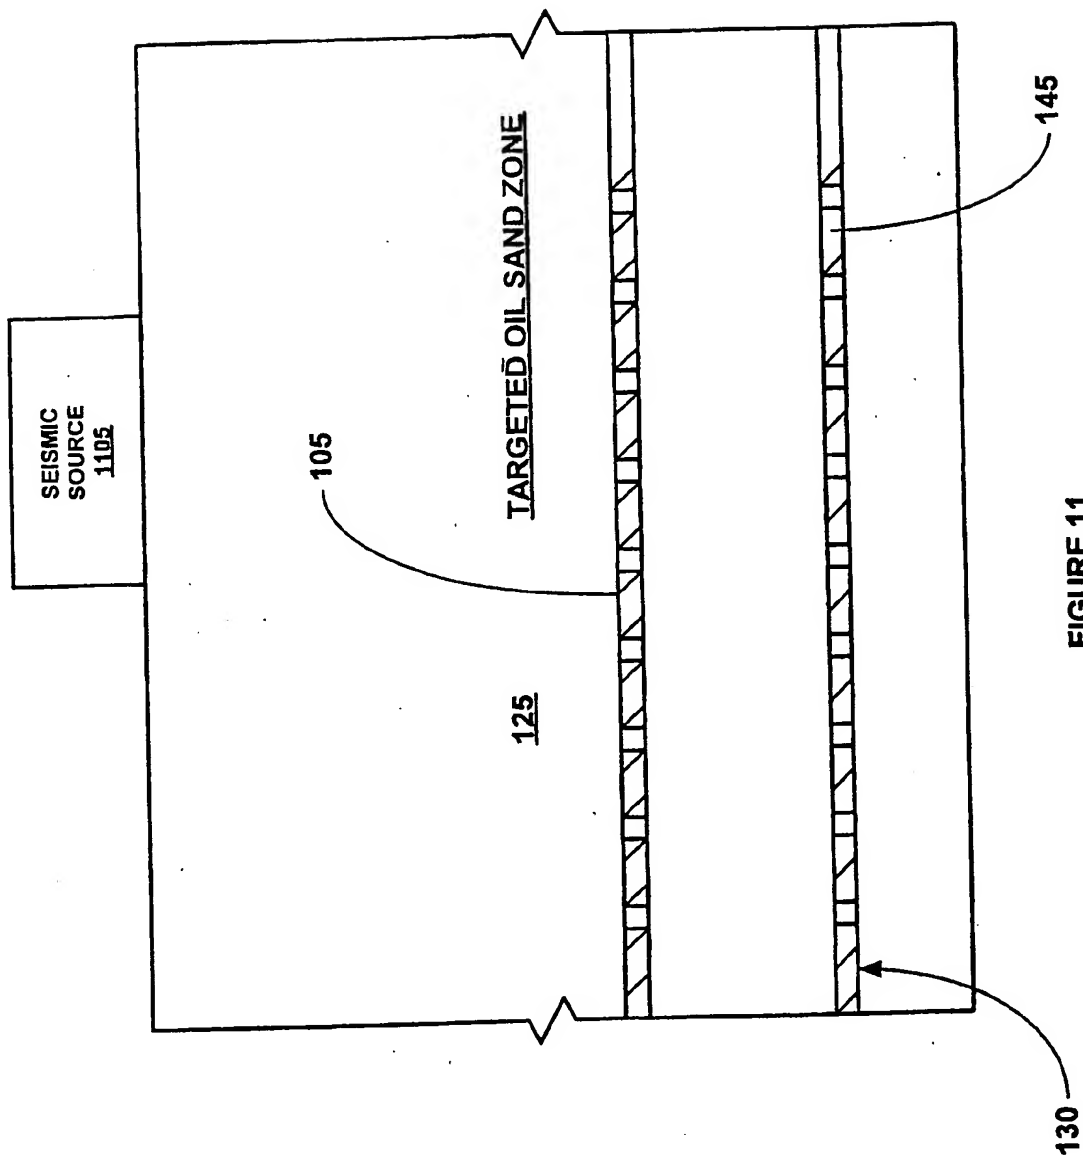 SEISMIC
SOURCE
1105
105
125
TARGETED OIL SAND ZONE
145
130
FIGURE 11